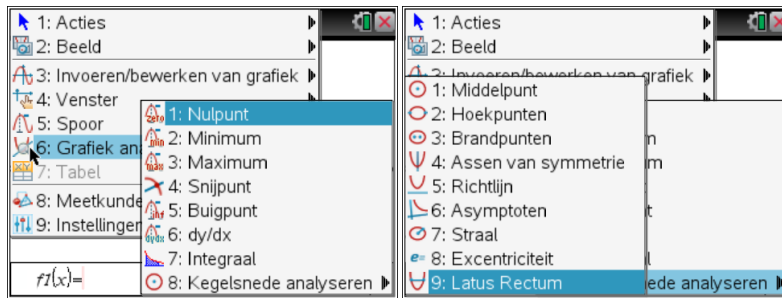 1: Acties
2: Beeld
3: Invoeren/bewerken van grafiek
4: Venster
5: Spoor
6: Grafiek ana
7: Tabel
8: Meetkunde
9: Instellinger
1: Nulpunt
2: Minimum
3: Maximum
4: Snijpunt
5: Buigpunt
6: dy/dx
7: Integraal
8: Kegelsnede analyseren
f1(x)=
1: Acties
2: Beeld
grafiek
1: Middelpunt
2: Hoekpunten
3: Brandpunten
4: Assen van symmetrie
5: Richtlijn
6: Asymptoten
7: Straal
8: Excentriciteit
9: Latus Rectum
ede analyseren